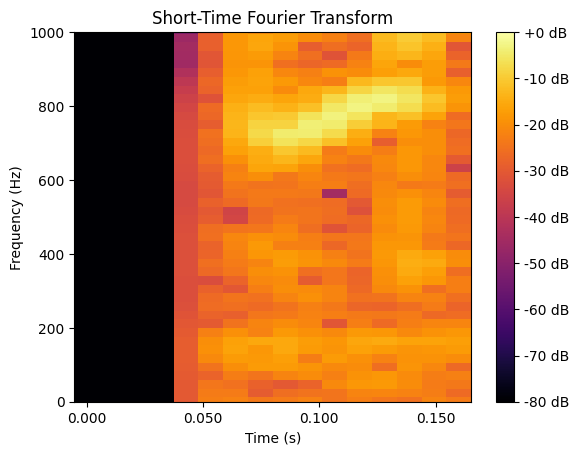 Short-Time Fourier Transform
1000
800
600
400
200
0
Frequency (Hz)
0.000
0.050
0.100
0.150
Time (s)
+0 dB
-10 dB
-20 dB
-30 dB
-40 dB
-50 dB
-60 dB
-70 dB
-80 dB